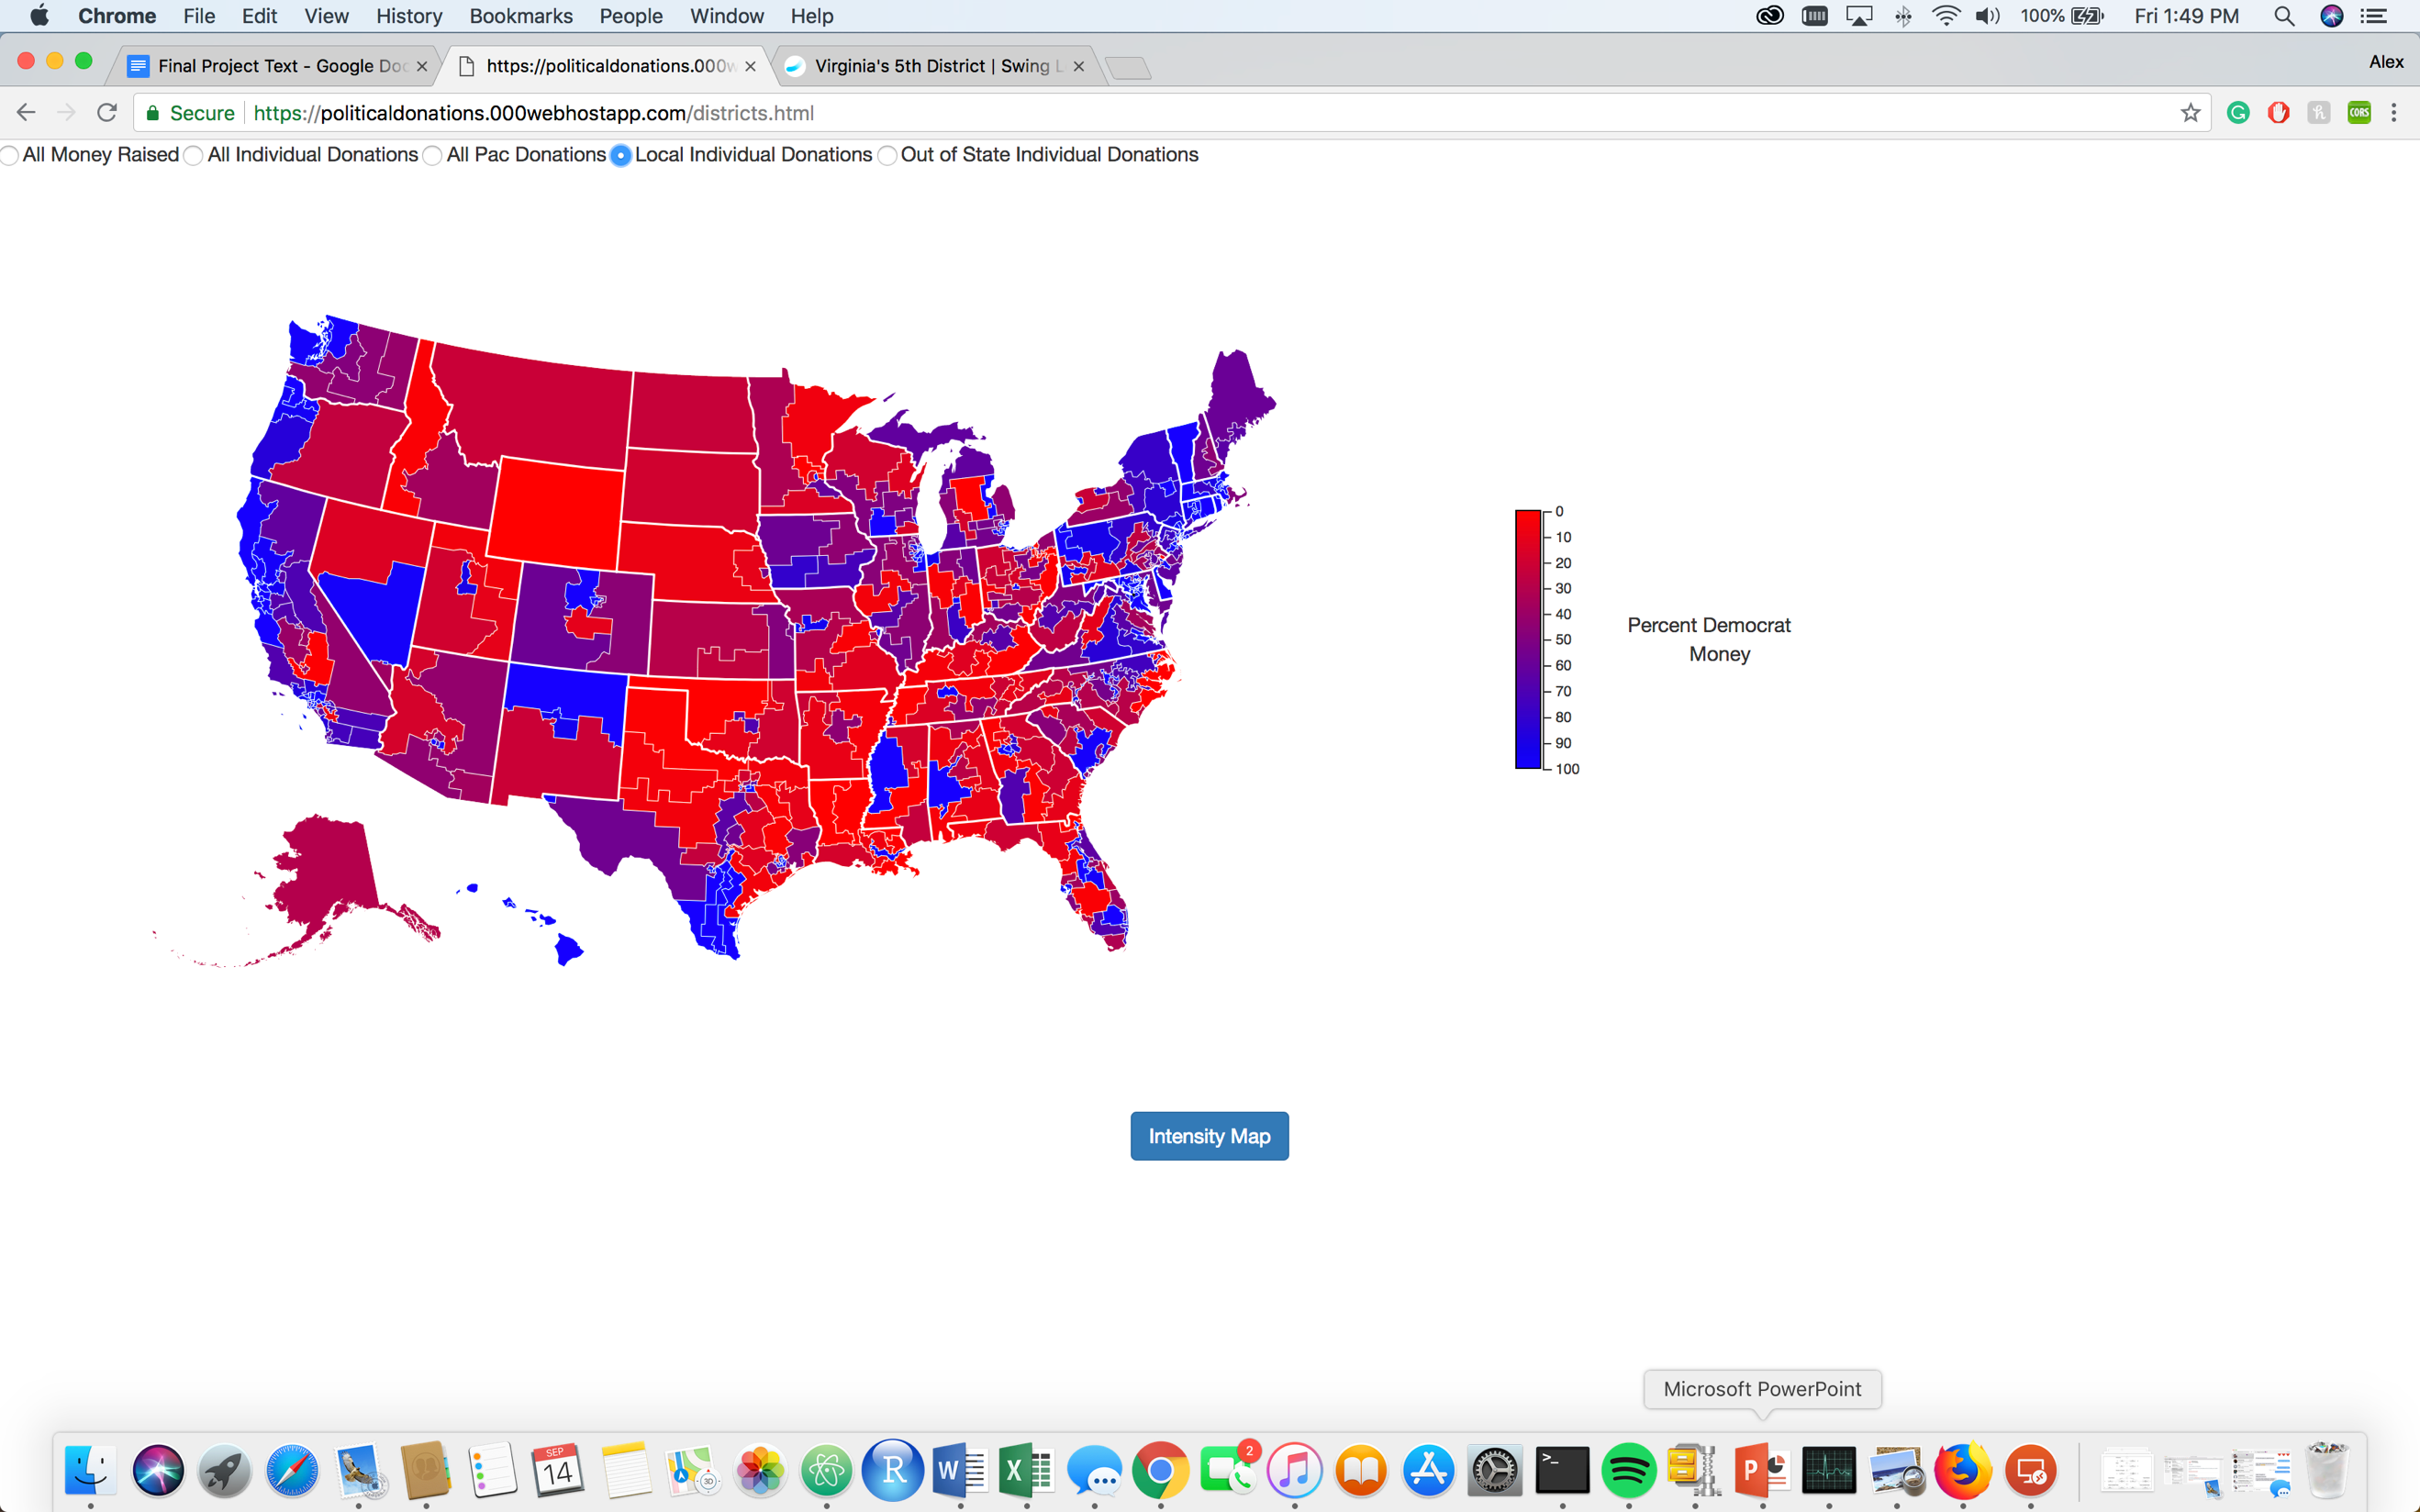 Chrome File Edit View History Bookmarks People Window Help 100% Fri 1:49 PM
Final Project Text - Google Doc https://politicaldonations.000w Virginia's 5th District | Swing L Alex
Secure https://politicaldonations.000webhostapp.com/districts.html CORS
All Money Raised All Individual Donations All Pac Donations Local Individual Donations Out of State Individual Donations
0
10
20
30
40
50
60
70
80
90
100
Percent Democrat
Money
Intensity Map
Microsoft PowerPoint
SEP
14
3D
R
W
X
2
>_
P